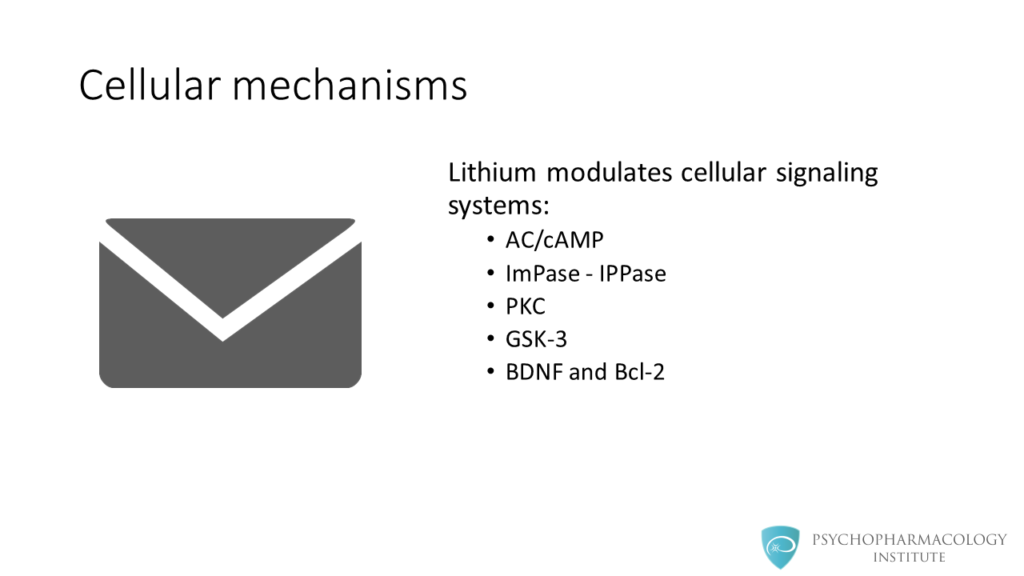 Cellular mechanisms
Lithium modulates cellular signaling
systems:
• AC/cAMP
• ImPase - IPPase
• PKC
• GSK-3
• BDNF and Bcl-2
PSYCHOPHARMACOLOGY
INSTITUTE